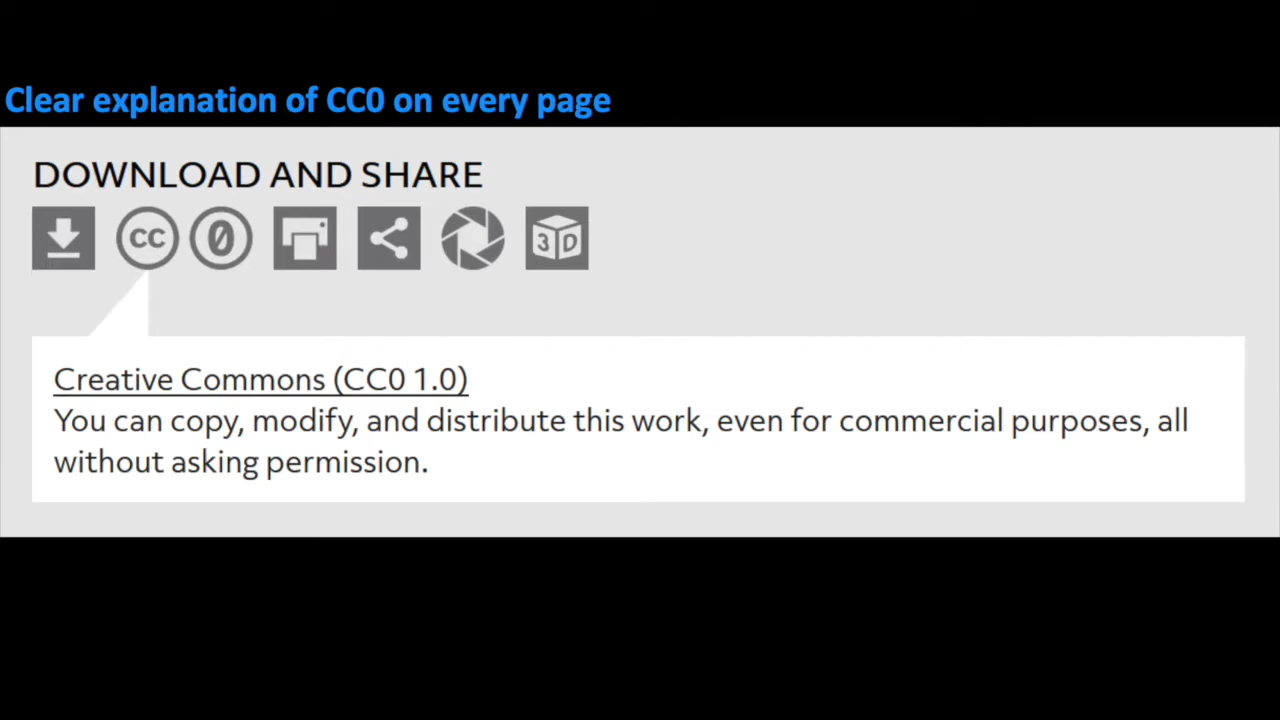 Clear explanation of CC0 on every page
DOWNLOAD AND SHARE
CC 0 3D
Creative Commons (CC0 1.0)
You can copy, modify, and distribute this work, even for commercial purposes, all
without asking permission.